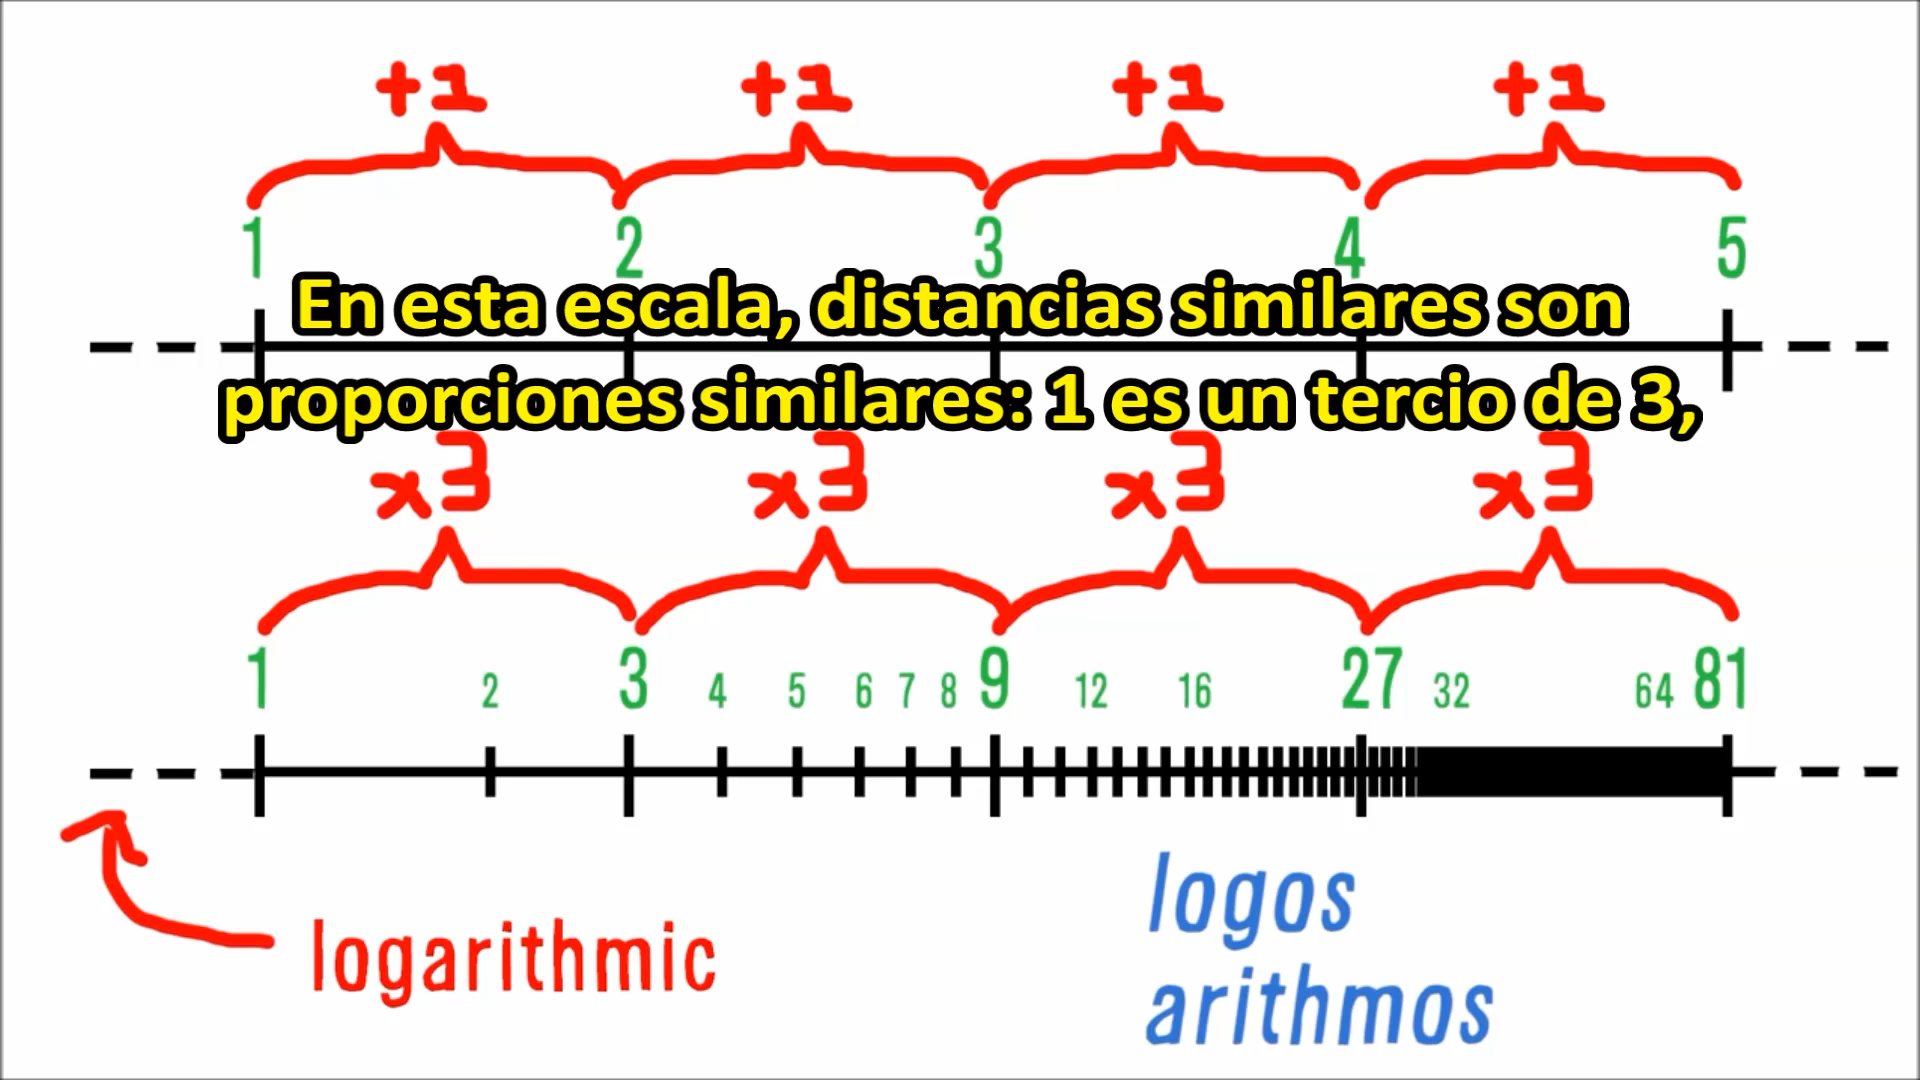 +1 +1 +1 +1
1 2 3 4 5
En esta escala, distancias similares son
proporciones similares: 1 es un tercio de 3,
x3 x3 x3 x3
1 2 3 4 5 6 7 8 9 12 16 27 32 64 81
logarithmic
logos
arithmos